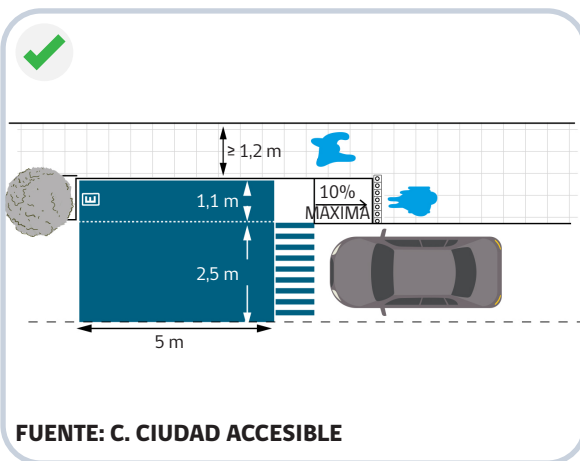 ≥ 1,2 m
E
1,1 m
10%
MÁXIMA
2,5 m
5 m
FUENTE: C. CIUDAD ACCESIBLE